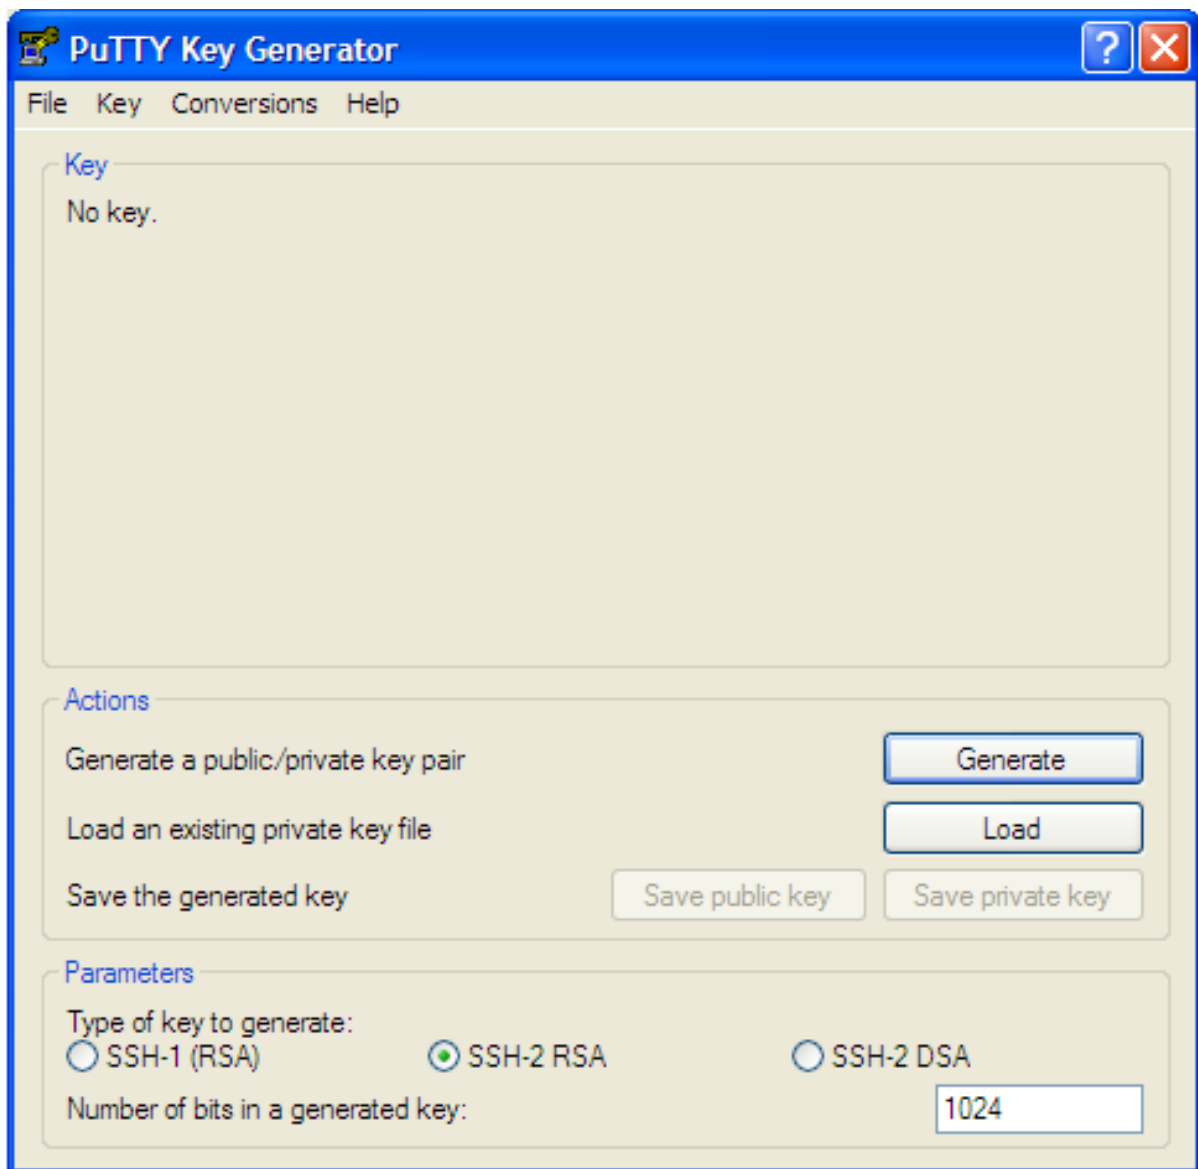 PuTTY Key Generator
File Key Conversions Help
Key
No key.
Actions
Generate a public/private key pair Generate
Load an existing private key file Load
Save the generated key Save public key Save private key
Parameters
Type of key to generate:
SSH-1 (RSA) SSH-2 RSA SSH-2 DSA
Number of bits in a generated key: 1024